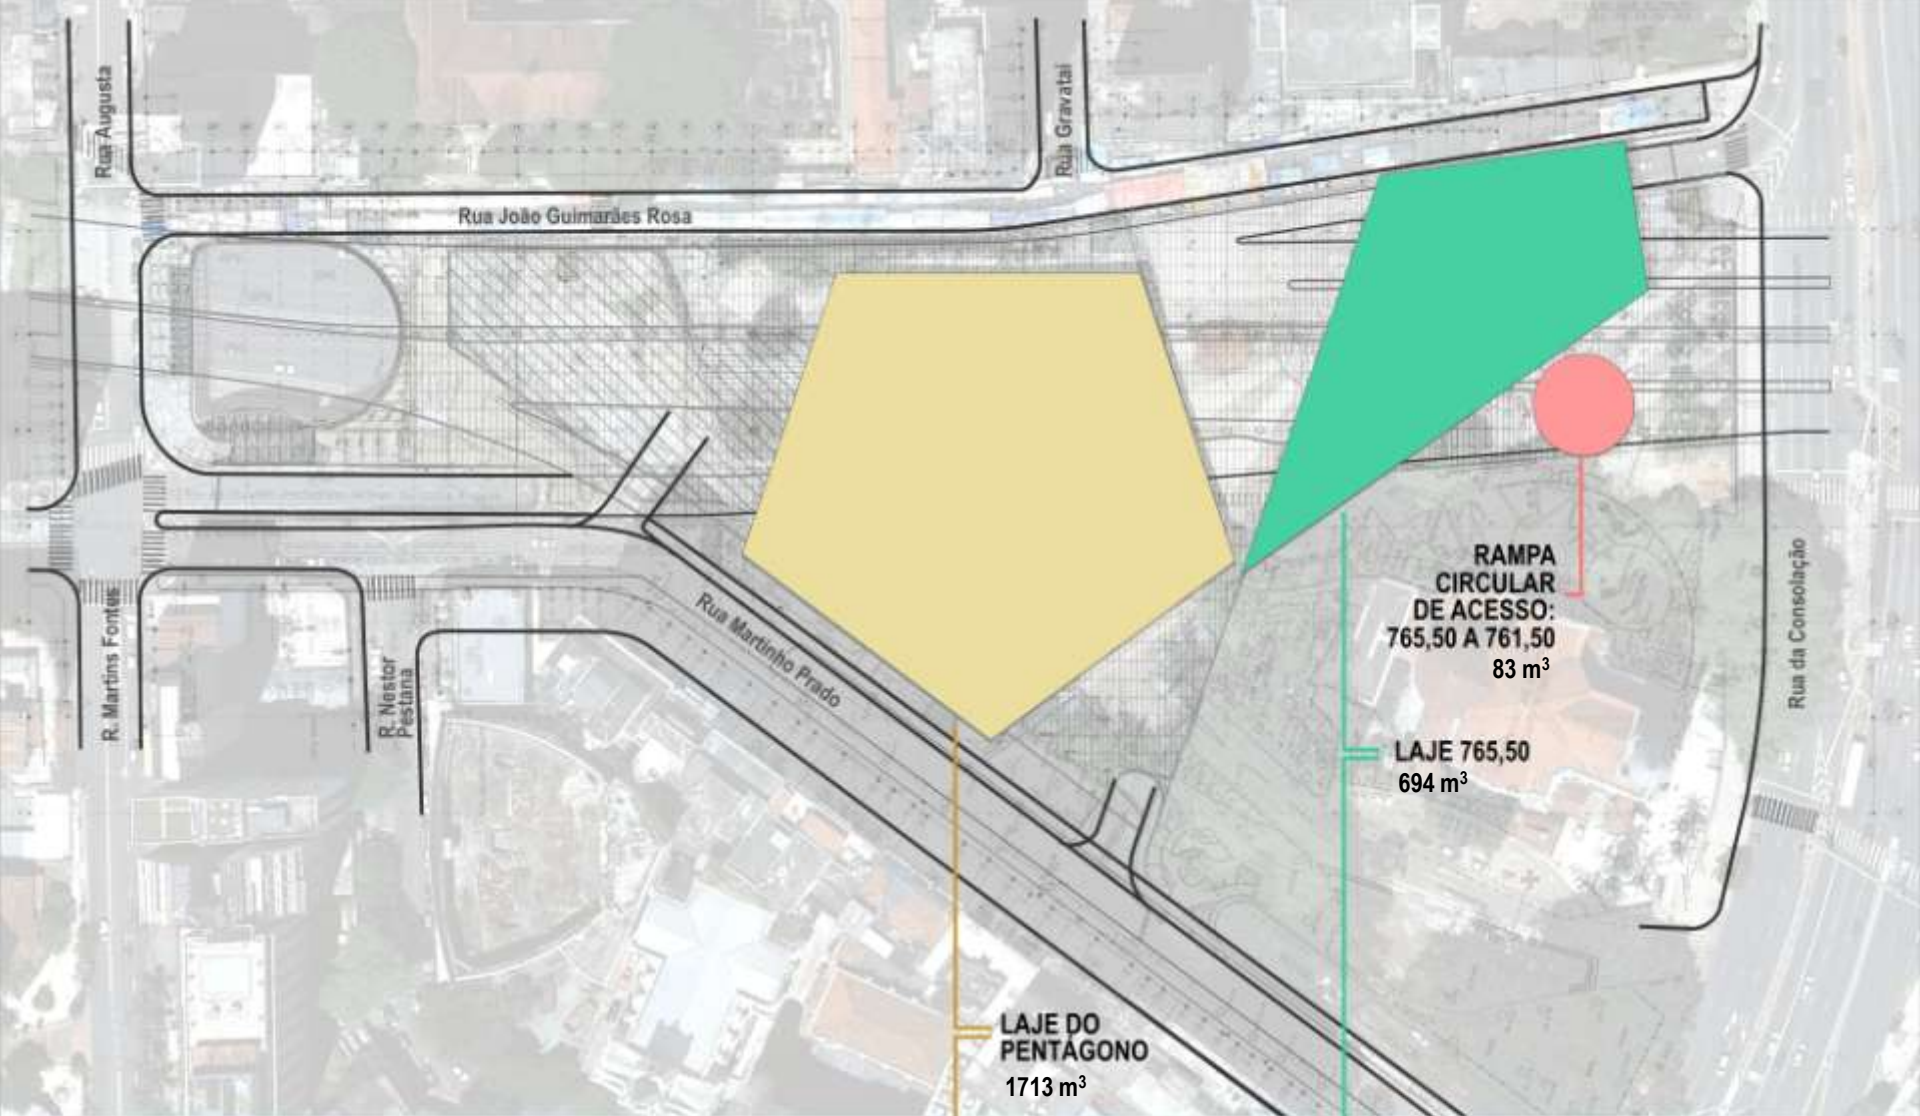 Rua Augusta
Rua Gravatai
Rua João Guimarães Rosa
Rua Martinho Prado
R. Martins Fontes
R. Nestor
Pestana
Rua da Consolação
RAMPA
CIRCULAR
DE ACESSO:
765,50 A 761,50
83 m³
LAJE 765,50
694 m³
LAJE DO
PENTÁGONO
1713 m³